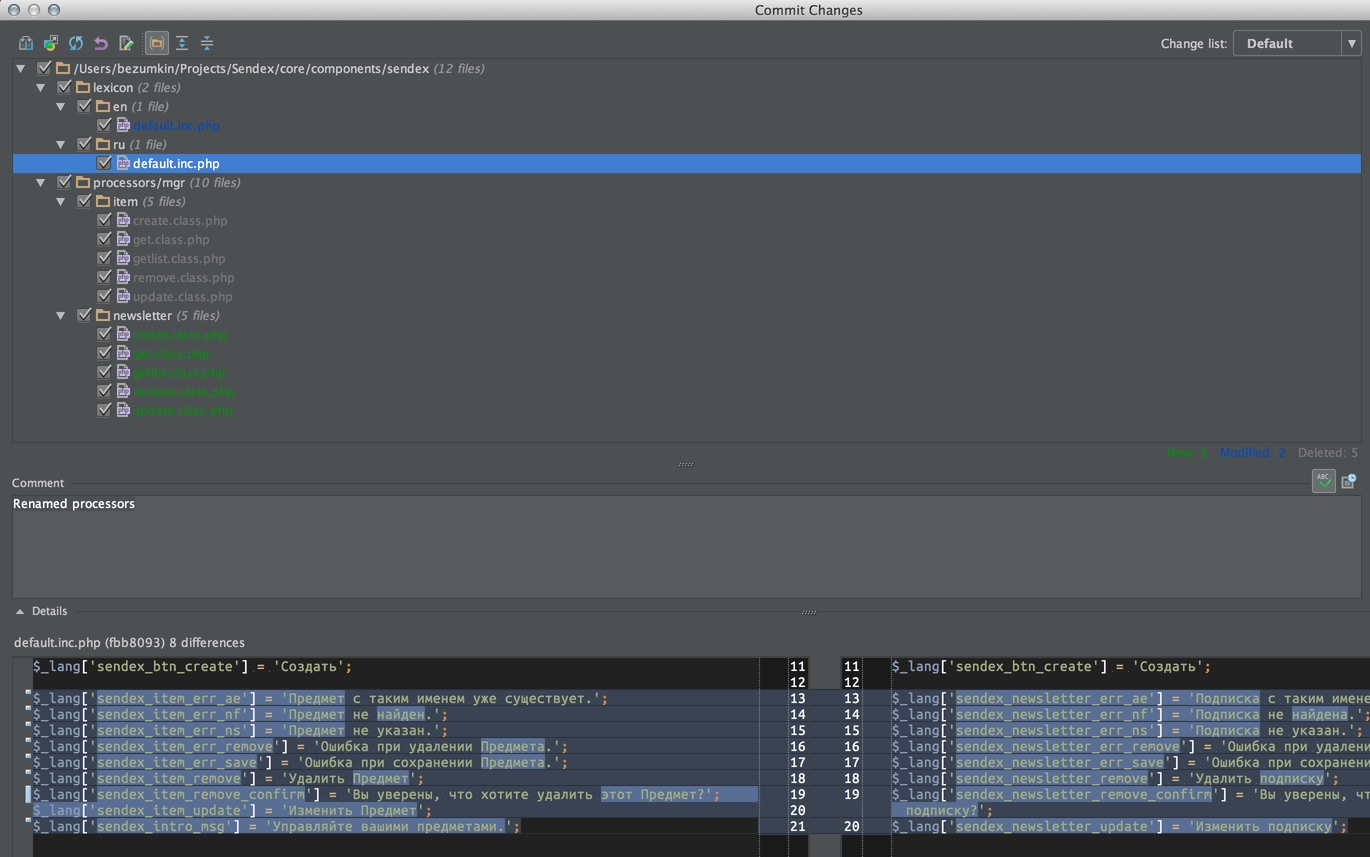 Commit Changes
Change list: Default
/Users/bezumkin/Projects/Sendex/core/components/sendex (12 files)
lexicon (2 files)
en (1 file)
default.inc.php
ru (1 file)
default.inc.php
processors/mgr (10 files)
item (5 files)
create.class.php
get.class.php
getlist.class.php
remove.class.php
update.class.php
newsletter (5 files)
create.class.php
get.class.php
getlist.class.php
remove.class.php
update.class.php
New: 5 Modified: 2 Deleted: 5
Comment
Renamed processors
Details
default.inc.php (fbb8093) 8 differences
$_lang['sendex_btn_create'] = 'Создать'; 11 11 $_lang['sendex_btn_create'] = 'Создать';
12 12
$_lang['sendex_item_err_ae'] = 'Предмет с таким именем уже существует.'; 13 13 $_lang['sendex_newsletter_err_ae'] = 'Подписка с таким имене
$_lang['sendex_item_err_nf'] = 'Предмет не найден.'; 14 14 $_lang['sendex_newsletter_err_nf'] = 'Подписка не найдена.';
$_lang['sendex_item_err_ns'] = 'Предмет не указан.'; 15 15 $_lang['sendex_newsletter_err_ns'] = 'Подписка не указан.';
$_lang['sendex_item_err_remove'] = 'Ошибка при удалении Предмета.'; 16 16 $_lang['sendex_newsletter_err_remove'] = 'Ошибка при удалени
$_lang['sendex_item_err_save'] = 'Ошибка при сохранении Предмета.'; 17 17 $_lang['sendex_newsletter_err_save'] = 'Ошибка при сохранени
$_lang['sendex_item_remove'] = 'Удалить Предмет'; 18 18 $_lang['sendex_newsletter_remove'] = 'Удалить подписку';
$_lang['sendex_item_remove_confirm'] = 'Вы уверены, что хотите удалить этот Предмет?'; 19 19 $_lang['sendex_newsletter_remove_confirm'] = 'Вы уверены, чт
$_lang['sendex_item_update'] = 'Изменить Предмет'; 20 подписку?';
$_lang['sendex_intro_msg'] = 'Управляйте вашими предметами.'; 21 20 $_lang['sendex_newsletter_update'] = 'Изменить подписку';